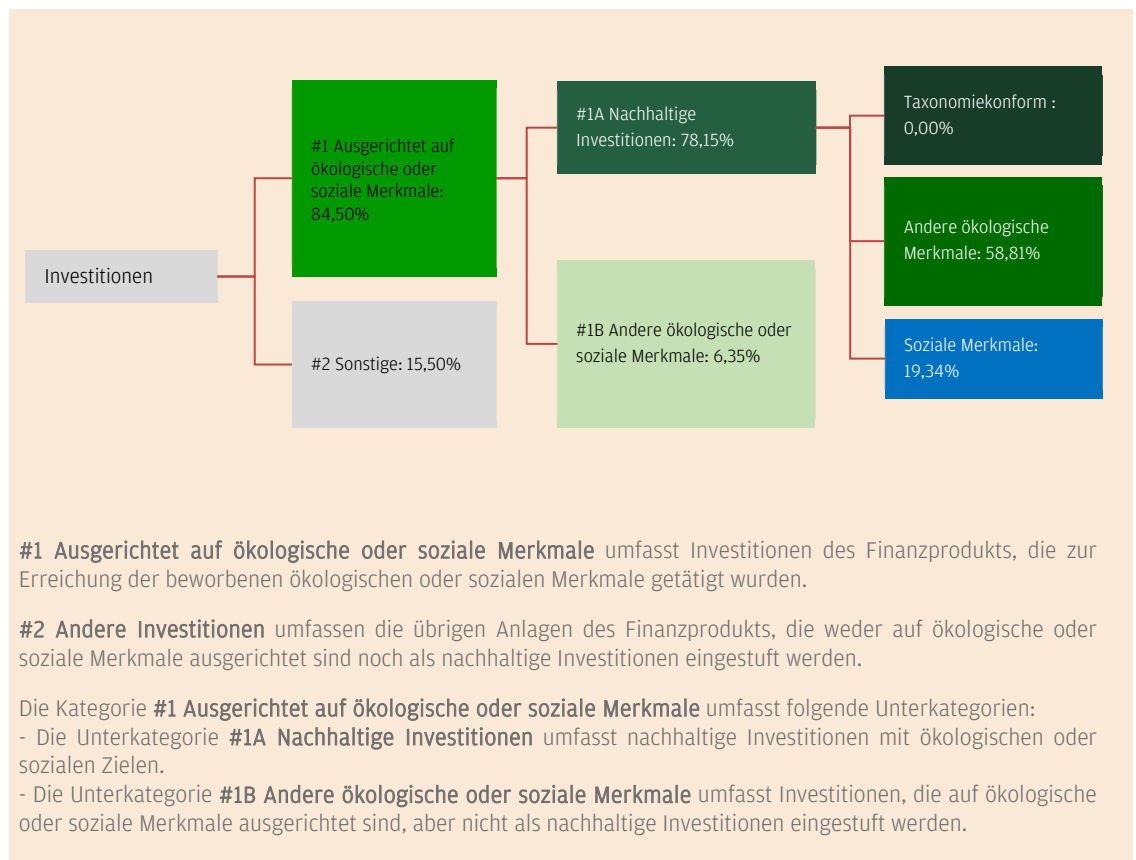 #1 Ausgerichtet auf
ökologische oder
soziale Merkmale:
84,50%
#1A Nachhaltige
Investitionen: 78,15%
Taxonomiekonform :
0,00%
Andere ökologische
Merkmale: 58,81%
Investitionen
#1B Andere ökologische oder
soziale Merkmale: 6,35%
Soziale Merkmale:
19,34%
#2 Sonstige: 15,50%
#1 Ausgerichtet auf ökologische oder soziale Merkmale umfasst Investitionen des Finanzprodukts, die zur
Erreichung der beworbenen ökologischen oder sozialen Merkmale getätigt wurden.
#2 Andere Investitionen umfassen die übrigen Anlagen des Finanzprodukts, die weder auf ökologische oder
soziale Merkmale ausgerichtet sind noch als nachhaltige Investitionen eingestuft werden.
Die Kategorie #1 Ausgerichtet auf ökologische oder soziale Merkmale umfasst folgende Unterkategorien:
- Die Unterkategorie #1A Nachhaltige Investitionen umfasst nachhaltige Investitionen mit ökologischen oder
sozialen Zielen.
- Die Unterkategorie #1B Andere ökologische oder soziale Merkmale umfasst Investitionen, die auf ökologische
oder soziale Merkmale ausgerichtet sind, aber nicht als nachhaltige Investitionen eingestuft werden.